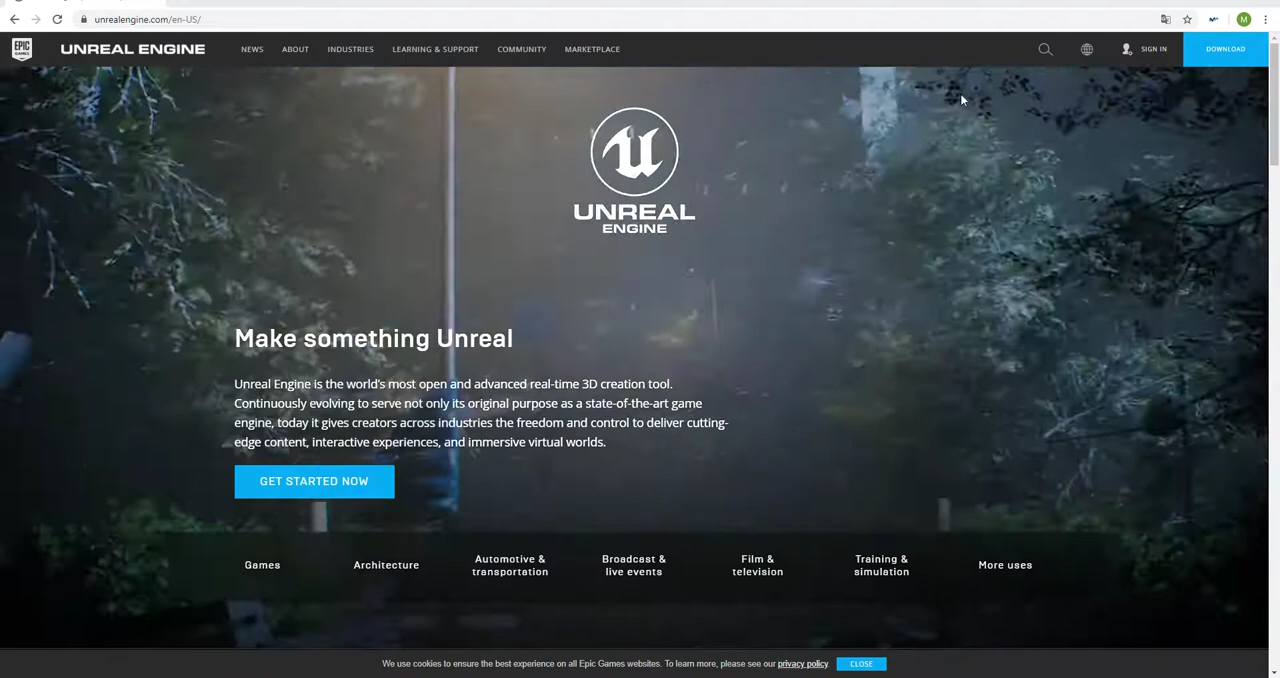 unrealengine.com/en-US/
M
EPIC GAMES
UNREAL ENGINE
NEWS
ABOUT
INDUSTRIES
LEARNING & SUPPORT
COMMUNITY
MARKETPLACE
SIGN IN
DOWNLOAD
UNREAL
ENGINE
Make something Unreal
Unreal Engine is the world's most open and advanced real-time 3D creation tool.
Continuously evolving to serve not only its original purpose as a state-of-the-art game
engine, today it gives creators across industries the freedom and control to deliver cutting-
edge content, interactive experiences, and immersive virtual worlds.
GET STARTED NOW
Games
Architecture
Automotive &
transportation
Broadcast &
live events
Film &
television
Training &
simulation
More uses
We use cookies to ensure the best experience on all Epic Games websites. To learn more, please see our privacy policy.
CLOSE